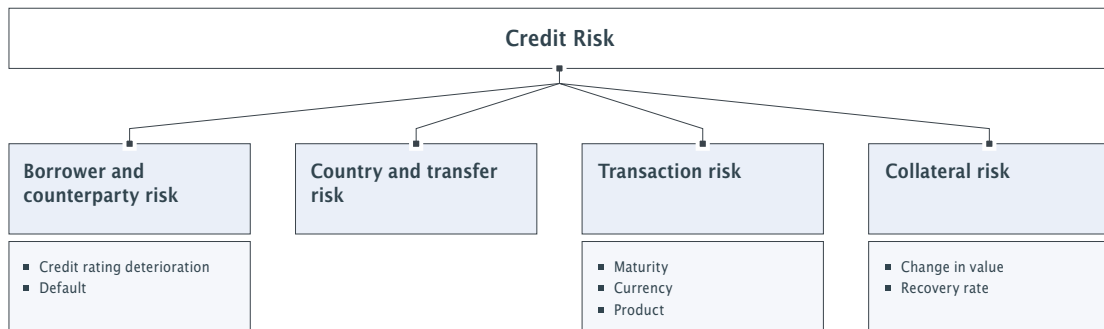 Credit Risk
Borrower and
counterparty risk
Country and transfer
risk
Transaction risk
Collateral risk
Credit rating deterioration
Default
Maturity
Currency
Product
Change in value
Recovery rate